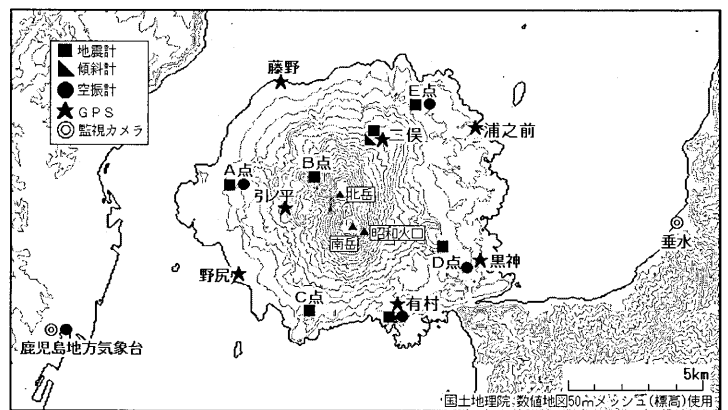 地震計
傾斜計
空振計
GPS
監視カメラ
藤野
E点
三俣
浦之前
A点
B点
北岳
引ノ平
南岳
昭和火口
垂水
D点
黒神
野尻
C点
有村
鹿児島地方気象台
5km
国土地理院 数値地図50mメッシュ(標高)使用